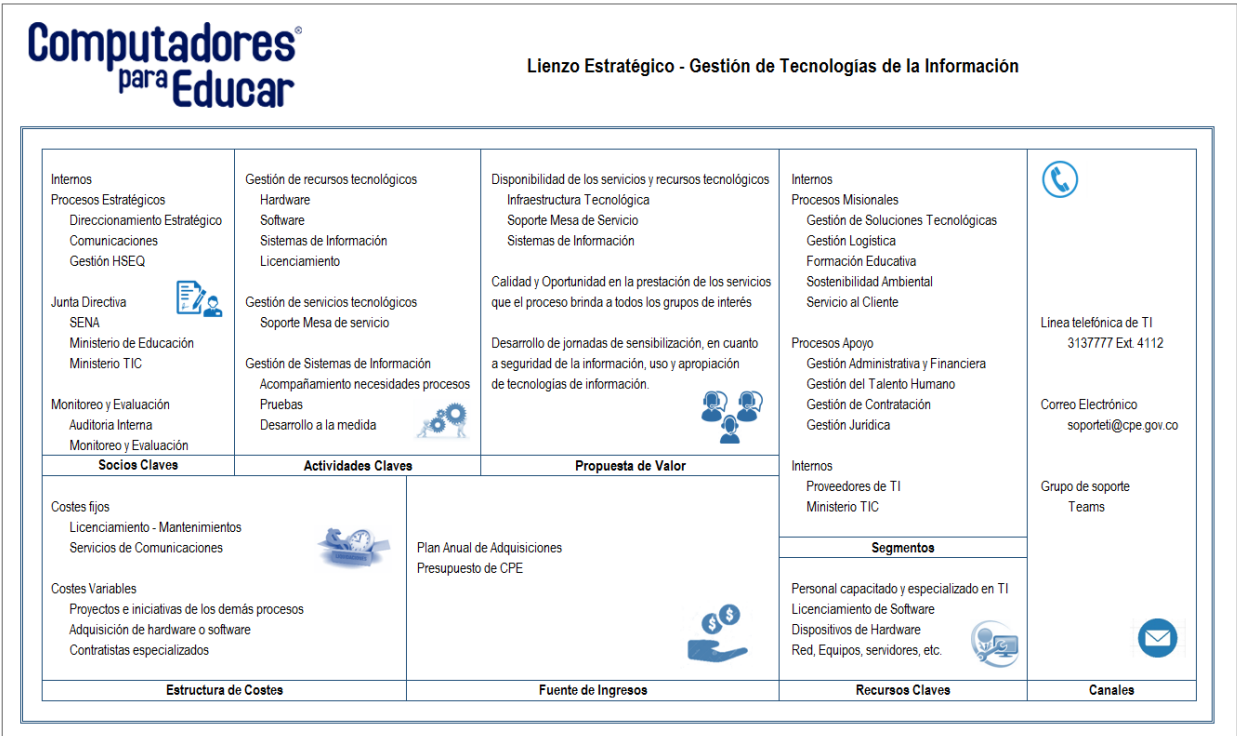 Computadores®
para Educar
Lienzo Estratégico - Gestión de Tecnologías de la Información
Internos
Procesos Estratégicos
Direccionamiento Estratégico
Comunicaciones
Gestión HSEQ
Junta Directiva
SENA
Ministerio de Educación
Ministerio TIC
Monitoreo y Evaluación
Auditoria Interna
Monitoreo y Evaluación
Socios Claves
Gestión de recursos tecnológicos
Hardware
Software
Sistemas de Información
Licenciamiento
Gestión de servicios tecnológicos
Soporte Mesa de servicio
Gestión de Sistemas de Información
Acompañamiento necesidades procesos
Pruebas
Desarrollo a la medida
Actividades Claves
Disponibilidad de los servicios y recursos tecnológicos
Infraestructura Tecnológica
Soporte Mesa de Servicio
Sistemas de Información
Calidad y Oportunidad en la prestación de los servicios
que el proceso brinda a todos los grupos de interés
Desarrollo de jornadas de sensibilización, en cuanto
a seguridad de la información, uso y apropiación
de tecnologías de información.
Propuesta de Valor
Internos
Procesos Misionales
Gestión de Soluciones Tecnológicas
Gestión Logística
Formación Educativa
Sostenibilidad Ambiental
Servicio al Cliente
Procesos Apoyo
Gestión Administrativa y Financiera
Gestión del Talento Humano
Gestión de Contratación
Gestión Jurídica
Internos
Proveedores de TI
Ministerio TIC
Segmentos
Línea telefónica de TI
3137777 Ext. 4112
Correo Electrónico
soporteti@cpe.gov.co
Grupo de soporte
Teams
Canales
Costes fijos
Licenciamiento - Mantenimientos
Servicios de Comunicaciones
Costes Variables
Proyectos e iniciativas de los demás procesos
Adquisición de hardware o software
Contratistas especializados
Estructura de Costes
Plan Anual de Adquisiciones
Presupuesto de CPE
$ $
Fuente de Ingresos
Personal capacitado y especializado en TI
Licenciamiento de Software
Dispositivos de Hardware
Red, Equipos, servidores, etc.
Recursos Claves